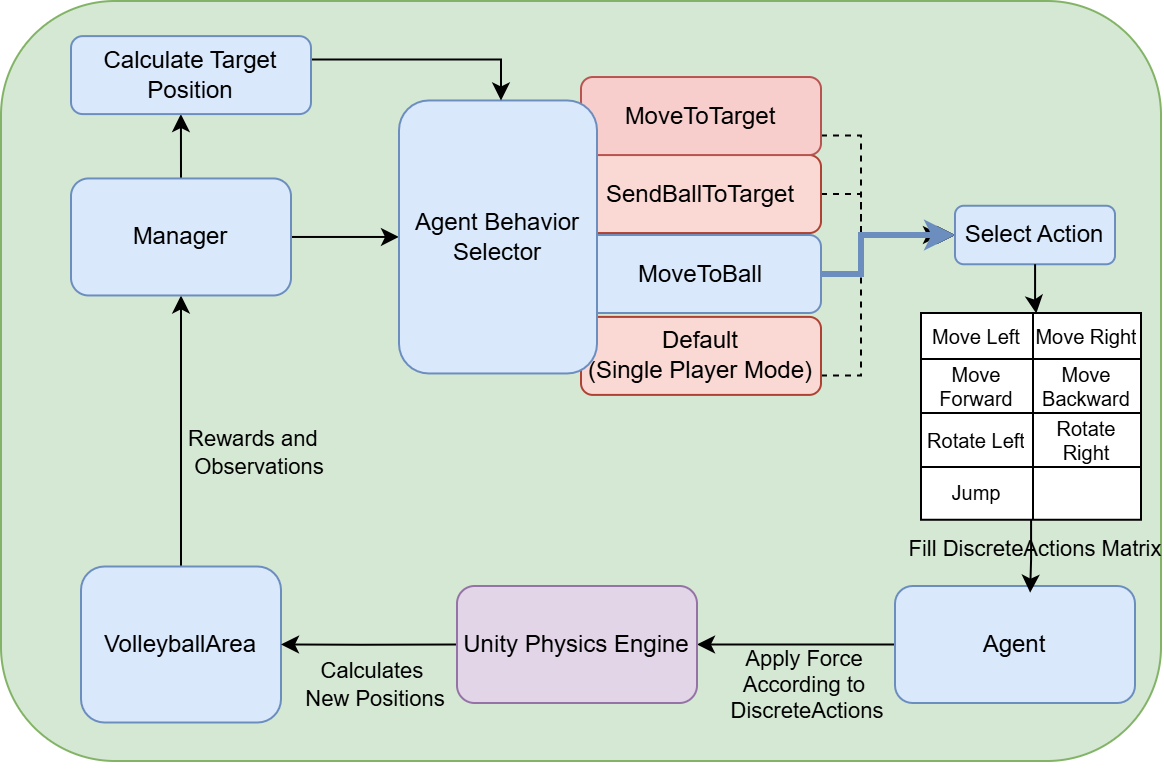 Calculate Target
Position
Manager
Agent Behavior
Selector
MoveToTarget
SendBallToTarget
MoveToBall
Default
(Single Player Mode)
Select Action
Move Left
Move Right
Move
Forward
Move
Backward
Rotate Left
Rotate
Right
Jump
Fill DiscreteActions Matrix
Agent
Apply Force
According to
DiscreteActions
Unity Physics Engine
Calculates
New Positions
VolleyballArea
Rewards and
Observations